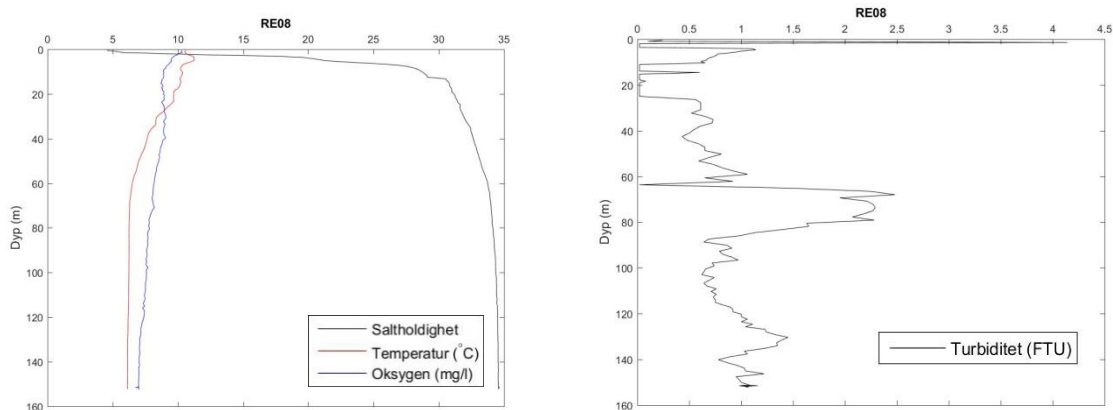 RE08
0 5 10 15 20 25 30 35
0
20
40
60
80
100
120
140
160
Dyp (m)
Saltholdighet
Temperatur (°C)
Oksygen (mg/l)
RE08
0 0.5 1 1.5 2 2.5 3 3.5 4 4.5
0
20
40
60
80
100
120
140
160
Dyp (m)
Turbiditet (FTU)